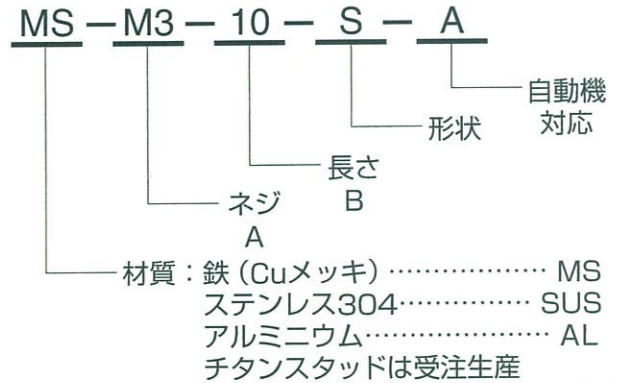 MS－M3－10－S－A
自動機
対応
形状
長さ
B
ネジ
A
材質：鉄（Cuメッキ）………………MS
ステンレス304……………SUS
アルミニウム…………………AL
チタンスタッドは受注生産